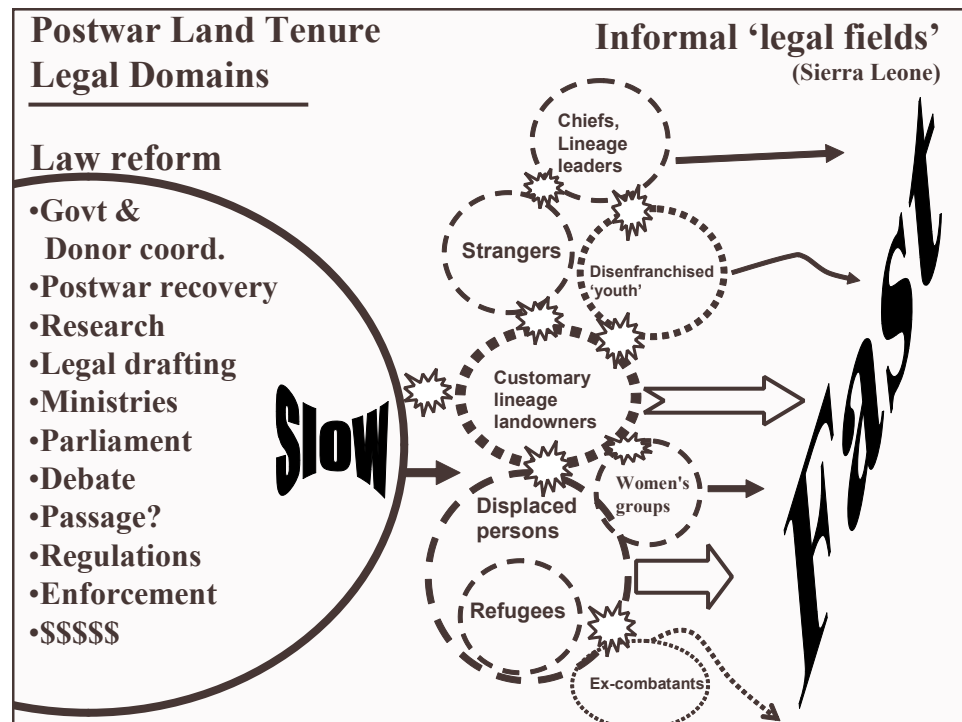 Postwar Land Tenure
Legal Domains
Informal ‘legal fields’
(Sierra Leone)
Law reform
•Govt &
Donor coord.
•Postwar recovery
•Research
•Legal drafting
•Ministries
•Parliament
•Debate
•Passage?
•Regulations
•Enforcement
•$$$$$
Slow
Chiefs,
Lineage
leaders
Strangers
Disenfranchised
‘youth’
Customary
lineage
landowners
Women's
groups
Displaced
persons
Refugees
Ex-combatants
Fast